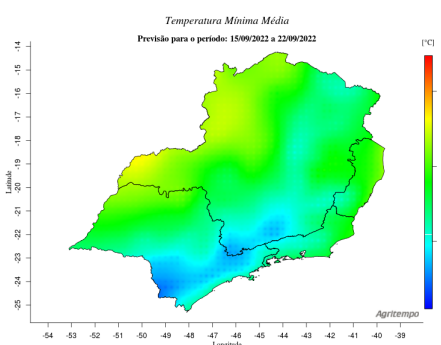 Temperatura Mínima Média
Previsão para o período: 15/09/2022 a 22/09/2022
[°C]
-14
-15
-16
-17
-18
-19
-20
-21
-22
-23
-24
-25
Latitude
Agritempo
-54 -53 -52 -51 -50 -49 -48 -47 -46 -45 -44 -43 -42 -41 -40 -39
Longitude